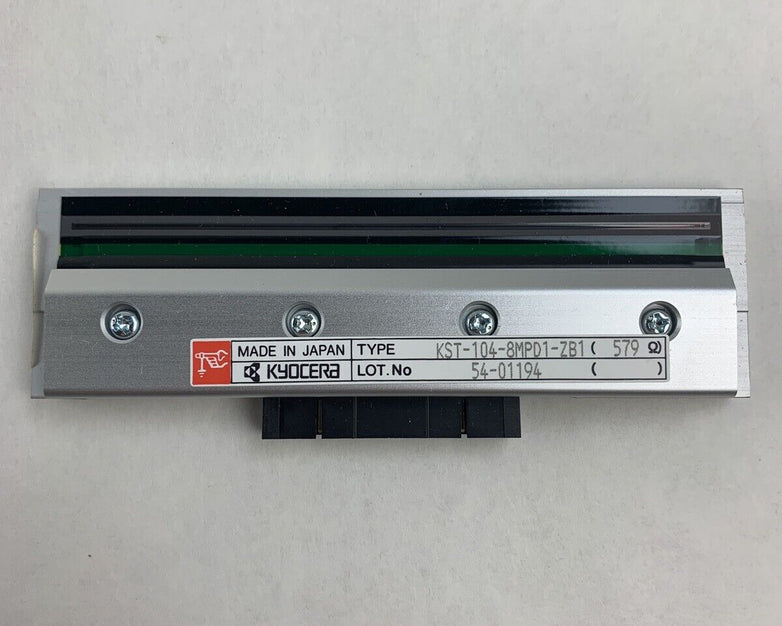 MADE IN JAPAN TYPE KST-104-8MPD1-ZB1 ( 579 Ω)
KYOCERA LOT.No 54-01194 ( )